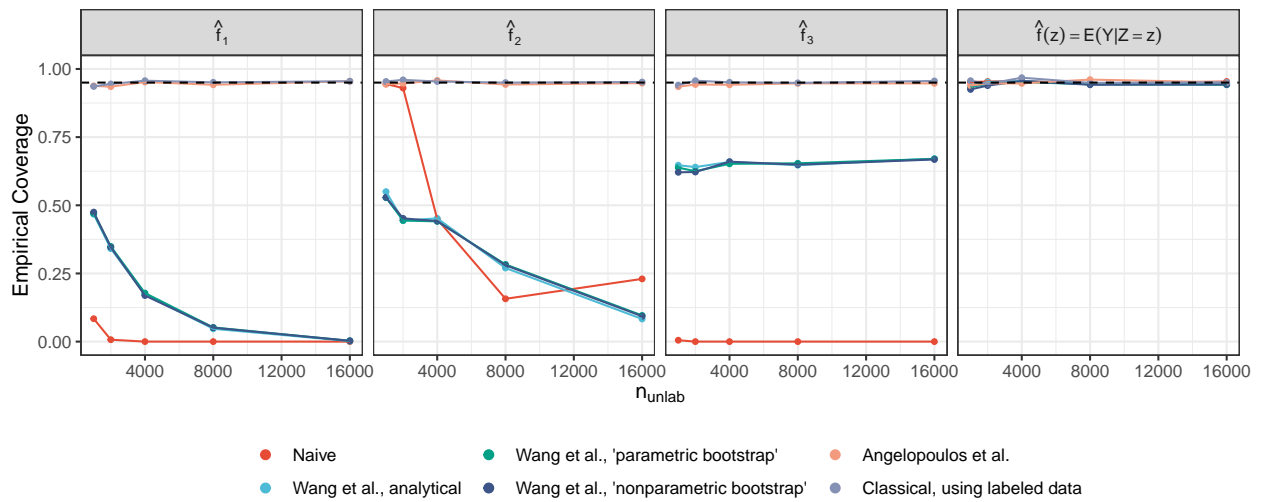 f̂₁ f̂₂ f̂₃ f̂(z) = E(Y|Z = z)
Empirical Coverage
1.00
0.75
0.50
0.25
0.00
4000 8000 12000 16000 4000 8000 12000 16000 4000 8000 12000 16000 4000 8000 12000 16000
n_unlab
Naive Wang et al., 'parametric bootstrap' Angelopoulos et al.
Wang et al., analytical Wang et al., 'nonparametric bootstrap' Classical, using labeled data